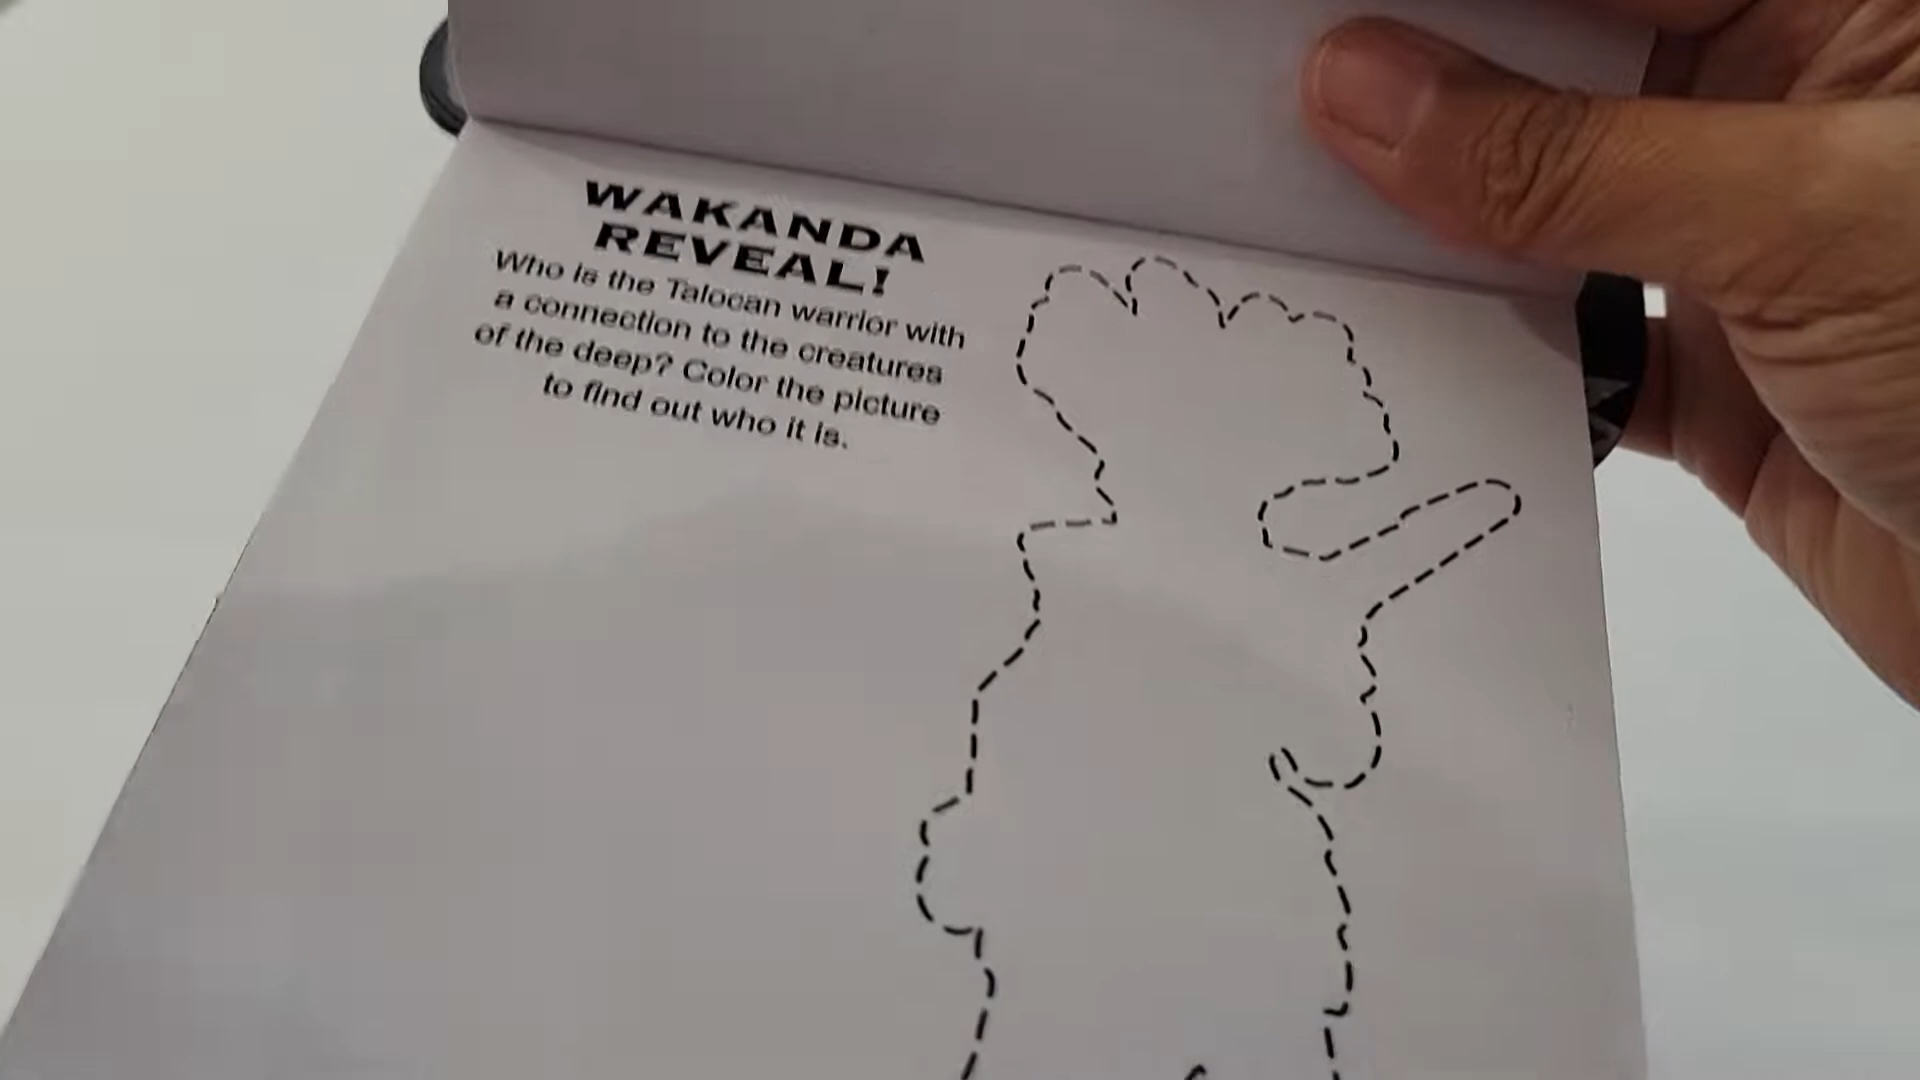 WAKANDA
REVEAL!
Who is the Talocan warrior with
a connection to the creatures
of the deep? Color the picture
to find out who it is.